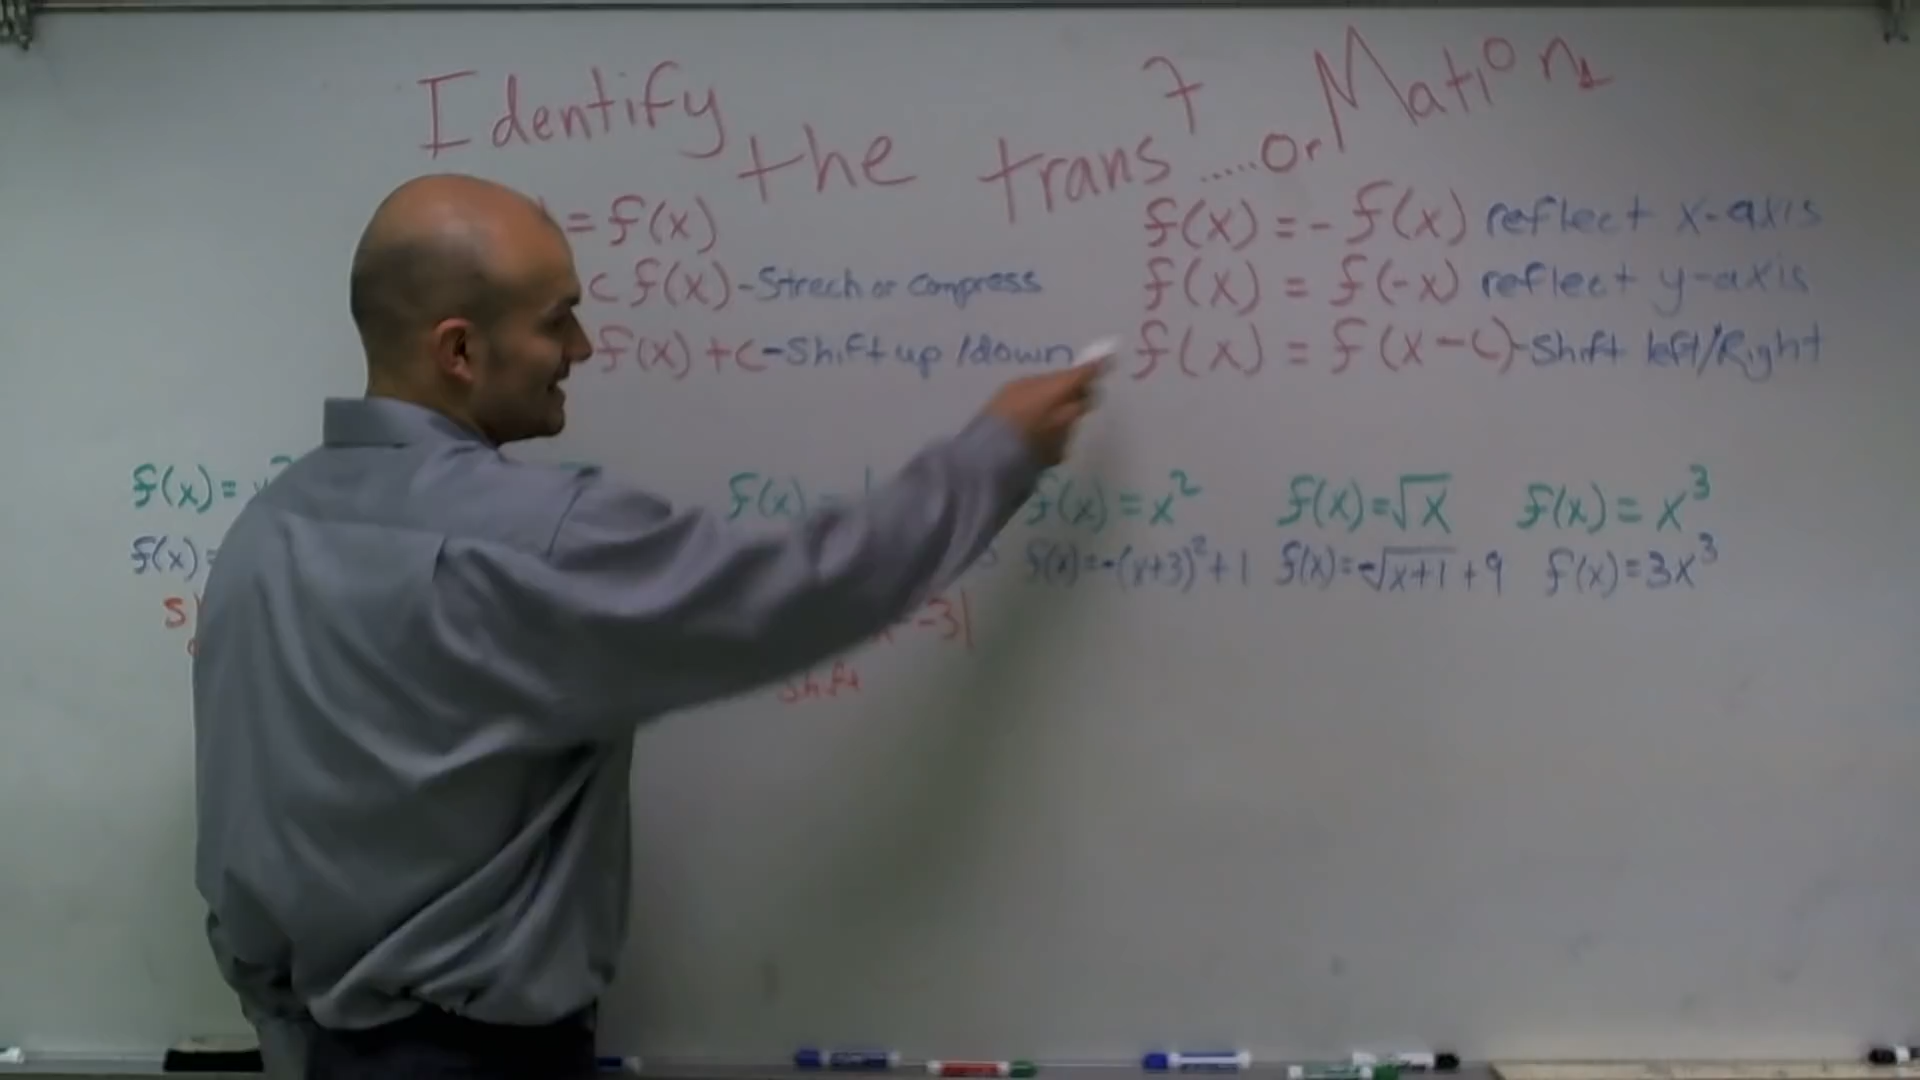 Identify the trans f.....orMations
= f(x)
c f(x) - Strech or compress
f(x) + c - Shift up /down
f(x) = - f(x) reflect x-axis
f(x) = f(-x) reflect y-axis
f(x) = f(x-c) - Shift left/Right
f(x) =
f(x) =
f(x) = x²
f(x) = √x
f(x) = x³
f(x) =
f(x) = -(x+3)² + 1
f(x) = -√x+1 + 9
f(x) = 3x³
-3|
Shift